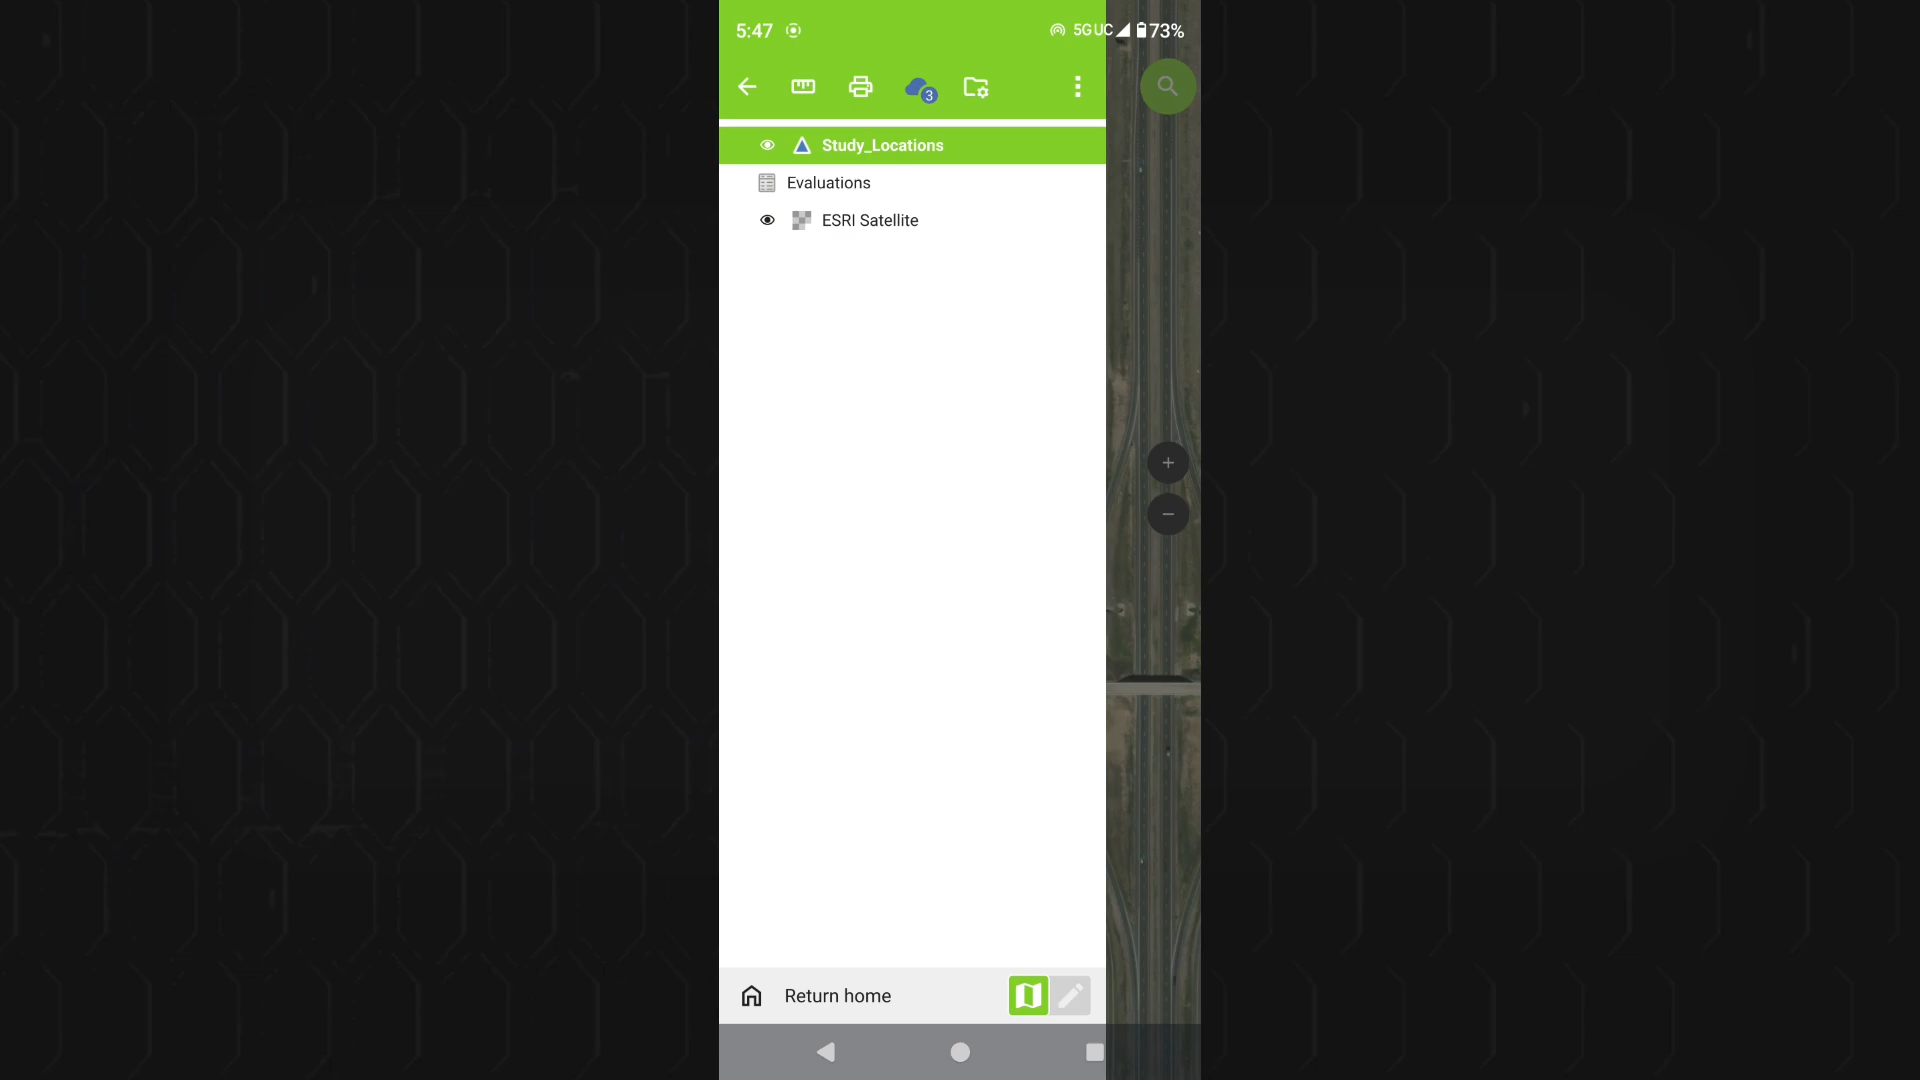 5:47 5G UC 73%
3
Study_Locations
Evaluations
ESRI Satellite
Return home